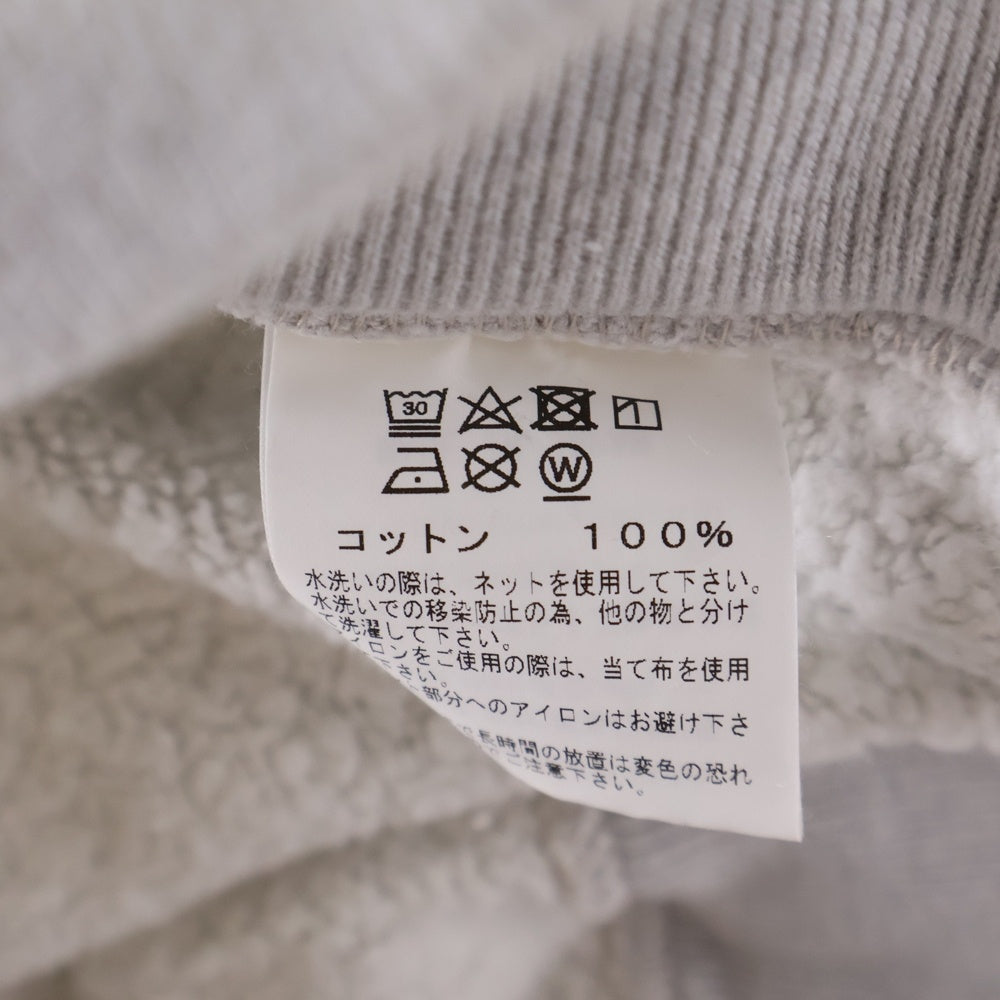 30
W
コットン 100%
水洗いの際は、ネットを使用して下さい。
水洗いでの移染防止の為、他の物と分け
て洗濯して下さい。
イロンをご使用の際は、当て布を使用
さい。
部分へのアイロンはお避け下さ
長時間の放置は変色の恐れ
ご注意下さい。